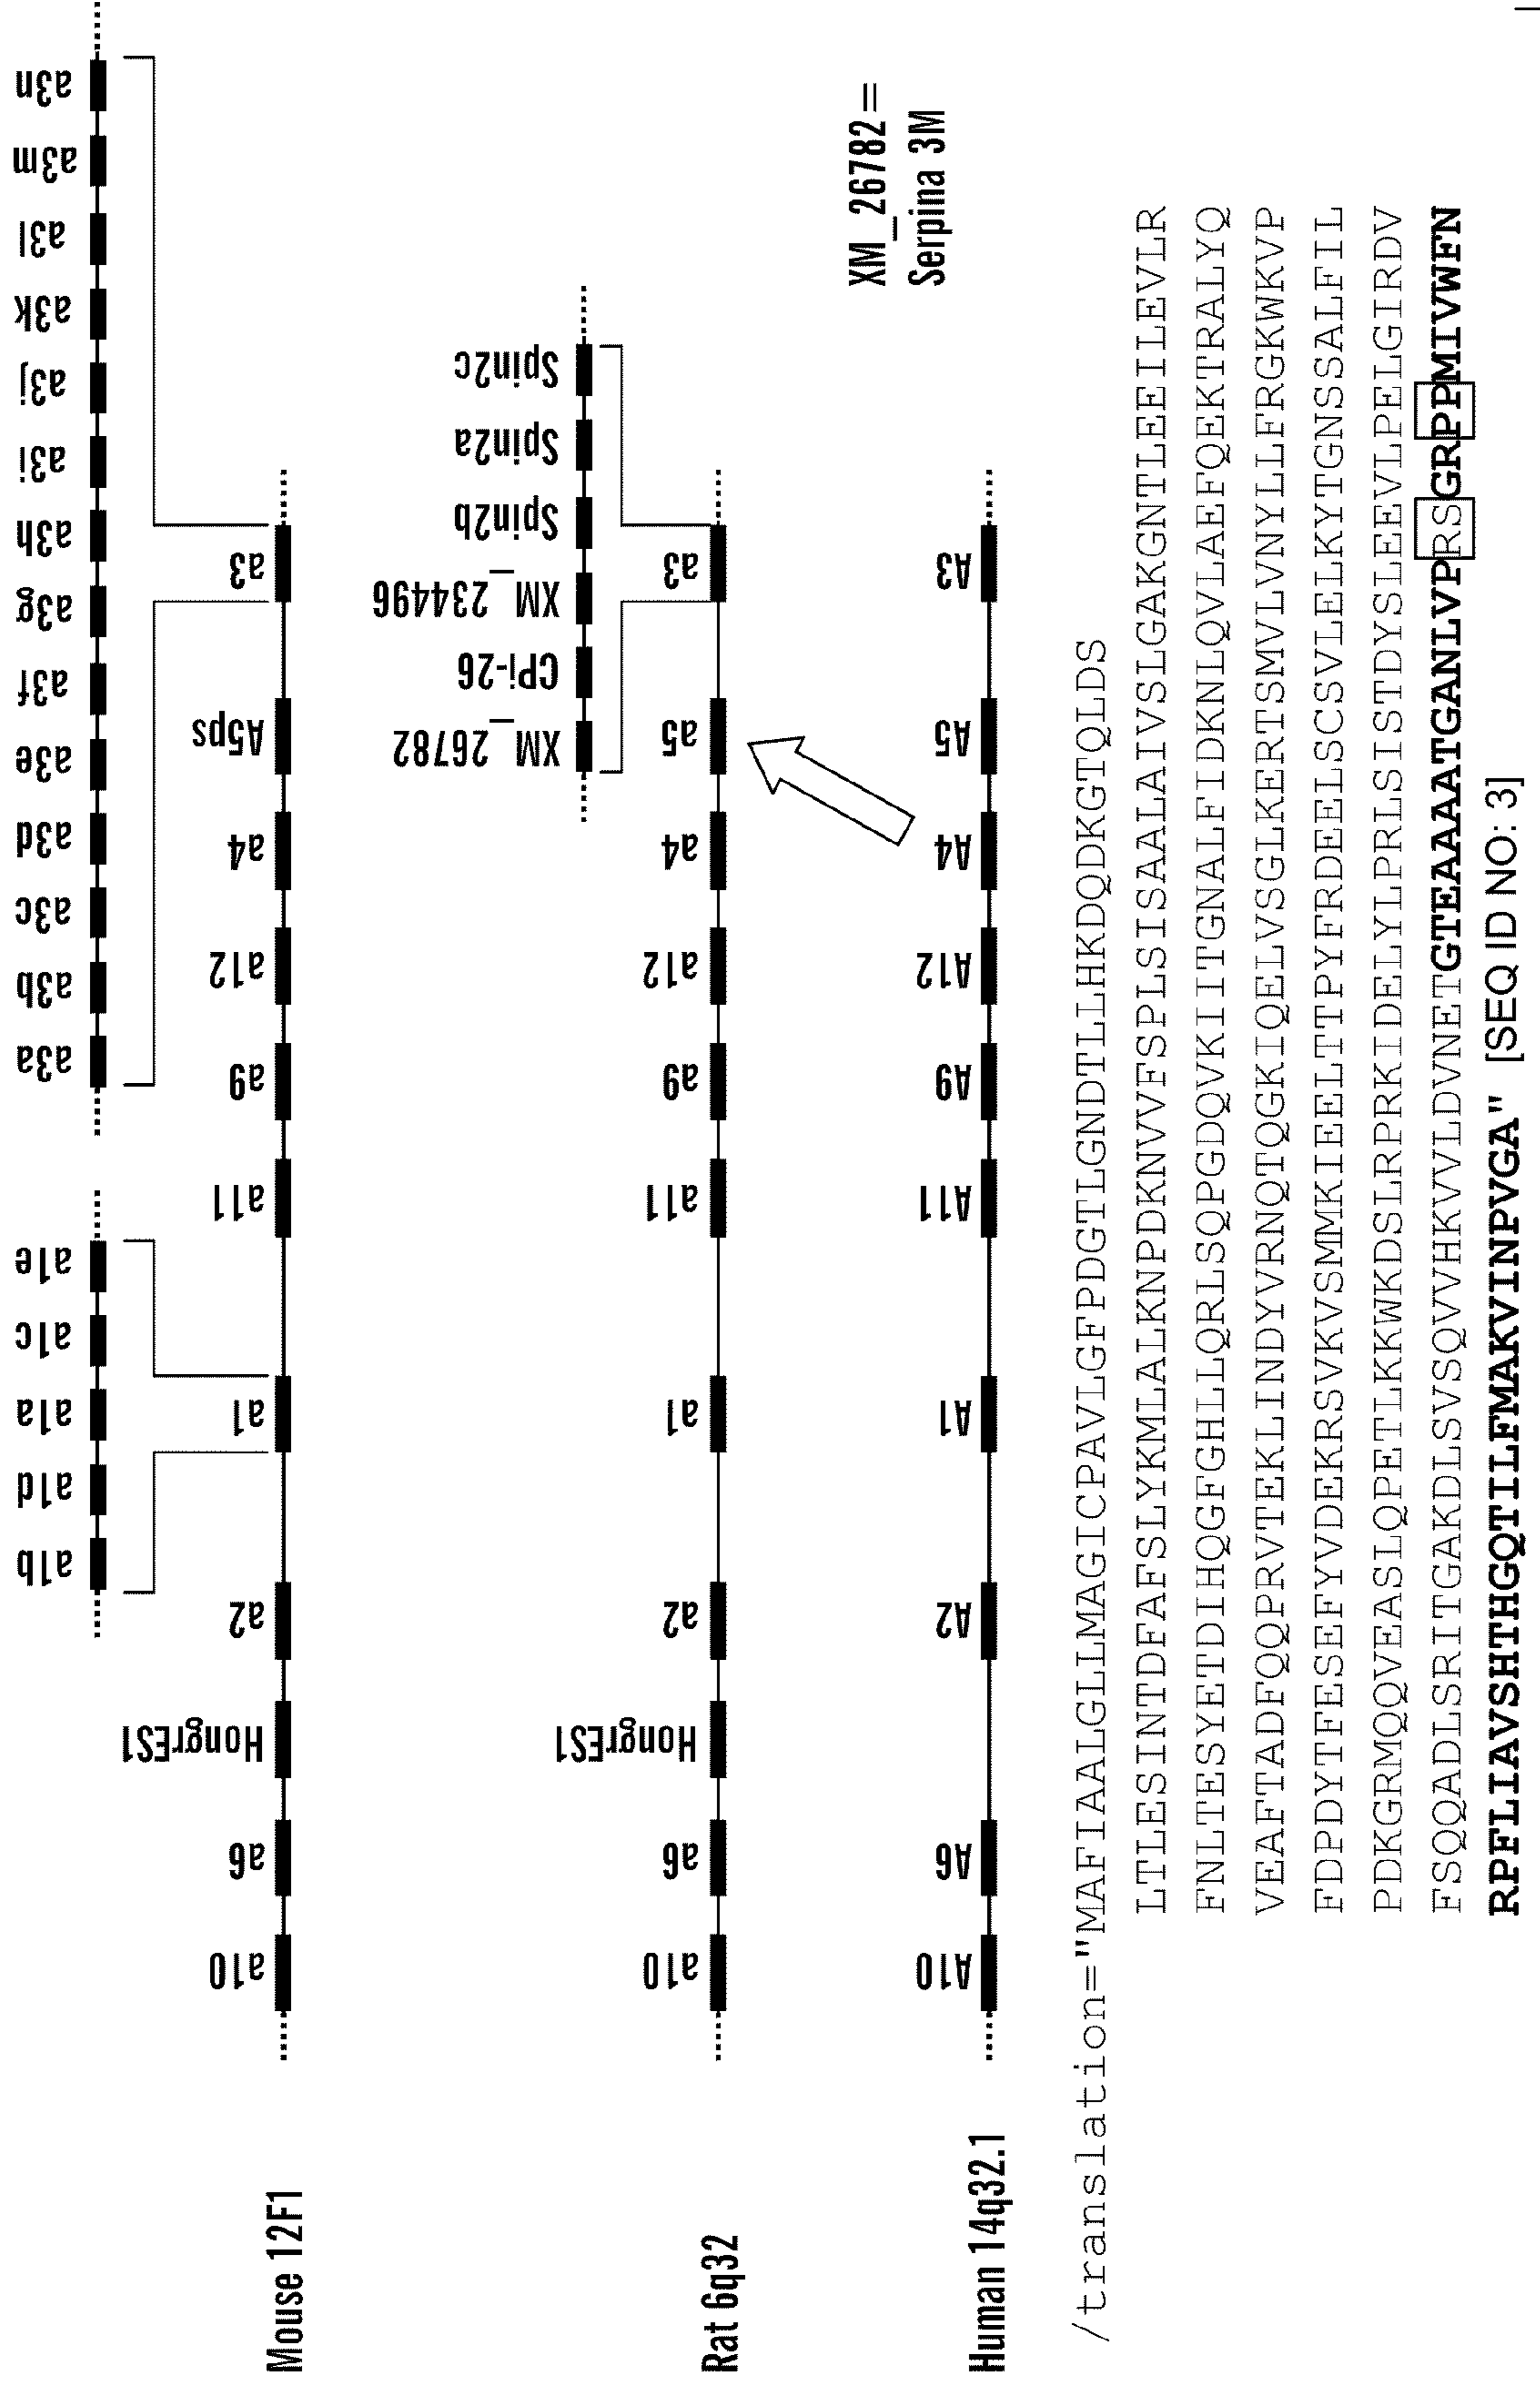 a1b a1d a1a a1c a1e a3a a3b a3c a3d a3e a3f a3g a3h a3i a3j a3k a3l a3m a3n
Mouse 12F1 a10 a6 HongrES1 a2 a1 a11 a9 a12 a4 A5ps a3
XM_26782 CPi-26 XM_234496 Spin2b Spin2a Spin2c
Rat 6q32 a10 a6 HongrES1 a2 a1 a11 a9 a12 a4 a5 a3
XM_26782=
Serpina 3M
Human 14q32.1 A10 A6 A2 A1 A11 A9 A12 A4 A5 A3
/translation="MAFIAALGLLMAGICPAVLGFPDGTLGNDTLLHKDQDKGTQLDS
LTLESINTDFAFSLYKMLALKNPDKNVVFSPLSISAALAIVSLGAKGNTLEEILEVLR
FNLTESYETDIHQGFGHLLQRLSQPGDQVKIITGNALFIDKNLQVLAEFQEKTRALYQ
VEAFTADFQQPRVTEKLINDYVRNQTQGKIQELVSGLKERTSMVLVNYLLFRGKWKVP
FDPDYTFESEFYVDEKRSVKVSMMKIEELTTPYFRDEELSCSVLELKYTGNSSALFIL
PDKGRMQQVEASLQPETLKKWKDSLRPRKIDELYLPRLSISTDYSLEEVLPELGIRDV
FSQQADLSRITGAKDLSVSQVVHKVVLDVNETGTEAAAATGANLVPRSGRPPMIVWFN
RPFLIAVSHTHGQTILFMAKVINPVGA" [SEQ ID NO: 3]